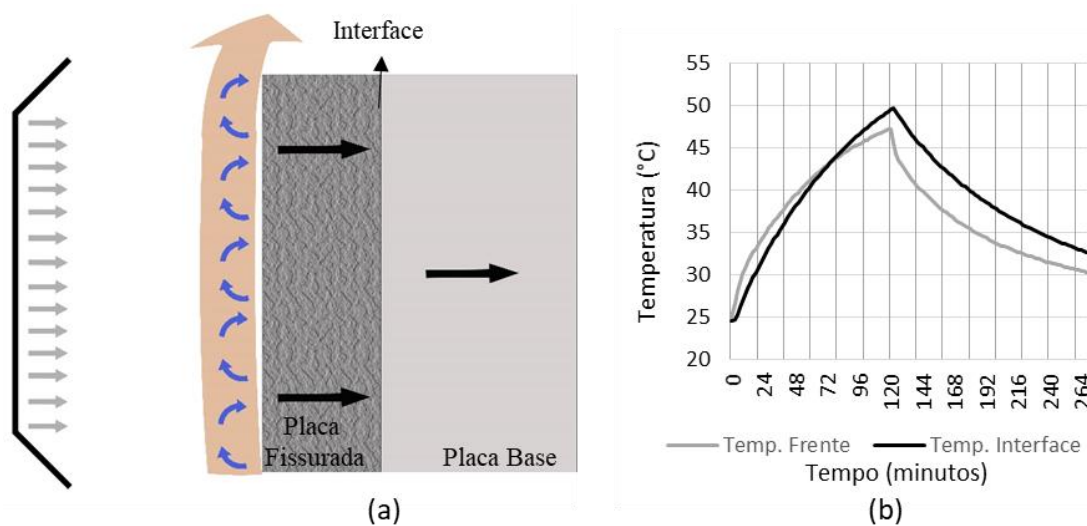 Interface
Placa
Fissurada
Placa Base
(a)
55
50
45
40
35
30
25
20
Temperatura (°C)
0 24 48 72 96 120 144 168 192 216 240 264
Temp. Frente Temp. Interface
Tempo (minutos)
(b)